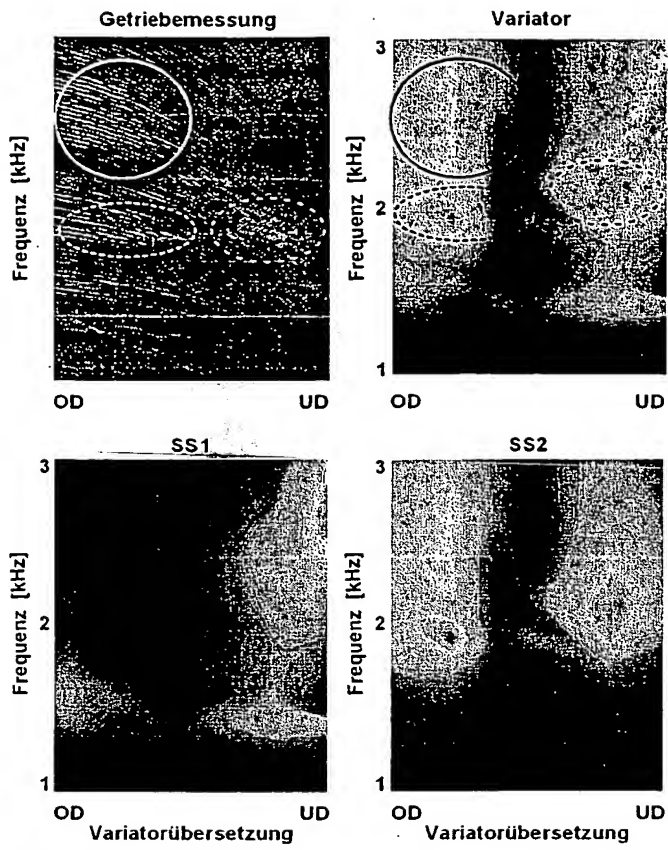 Getriebemessung
Variator
Frequenz [kHz]
3
2
1
OD UD
Frequenz [kHz]
OD UD
SS1
SS2
Frequenz [kHz]
3
2
1
OD UD
Variatorübersetzung
Frequenz [kHz]
3
2
1
OD UD
Variatorübersetzung